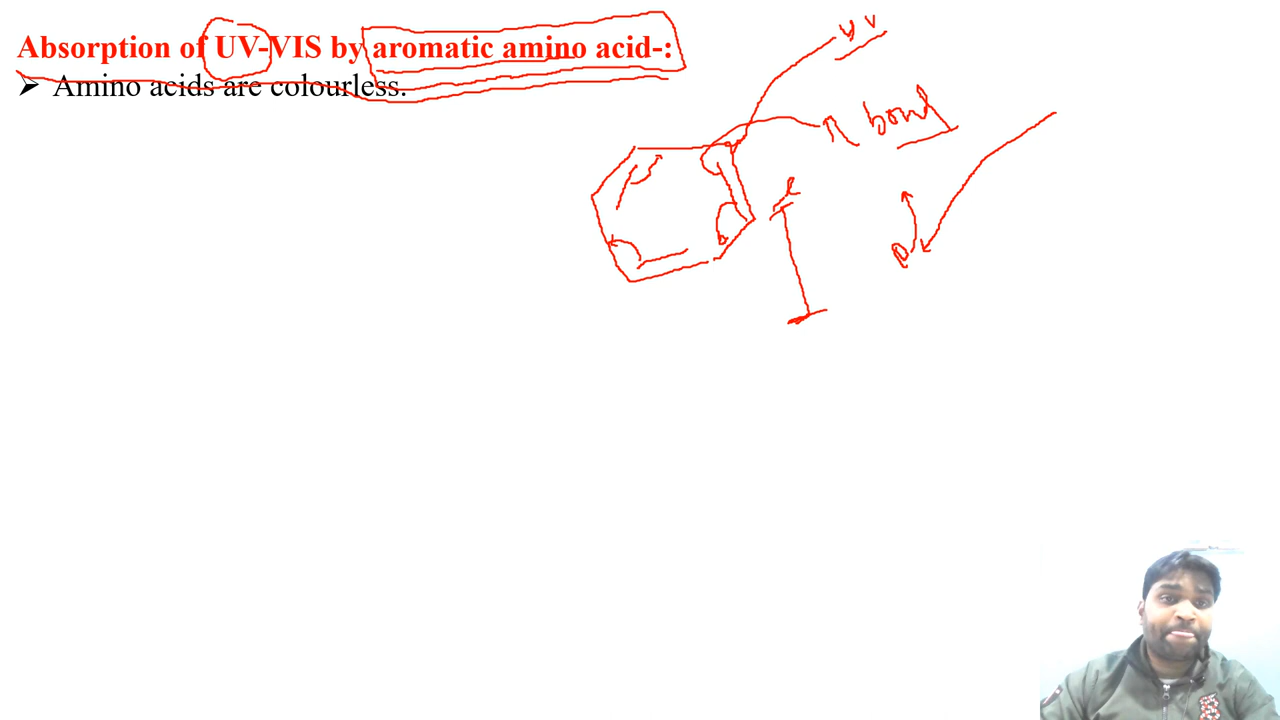 Absorption of UV-VIS by aromatic amino acid-:
➤ Amino acids are colourless.
UV
π bond
e